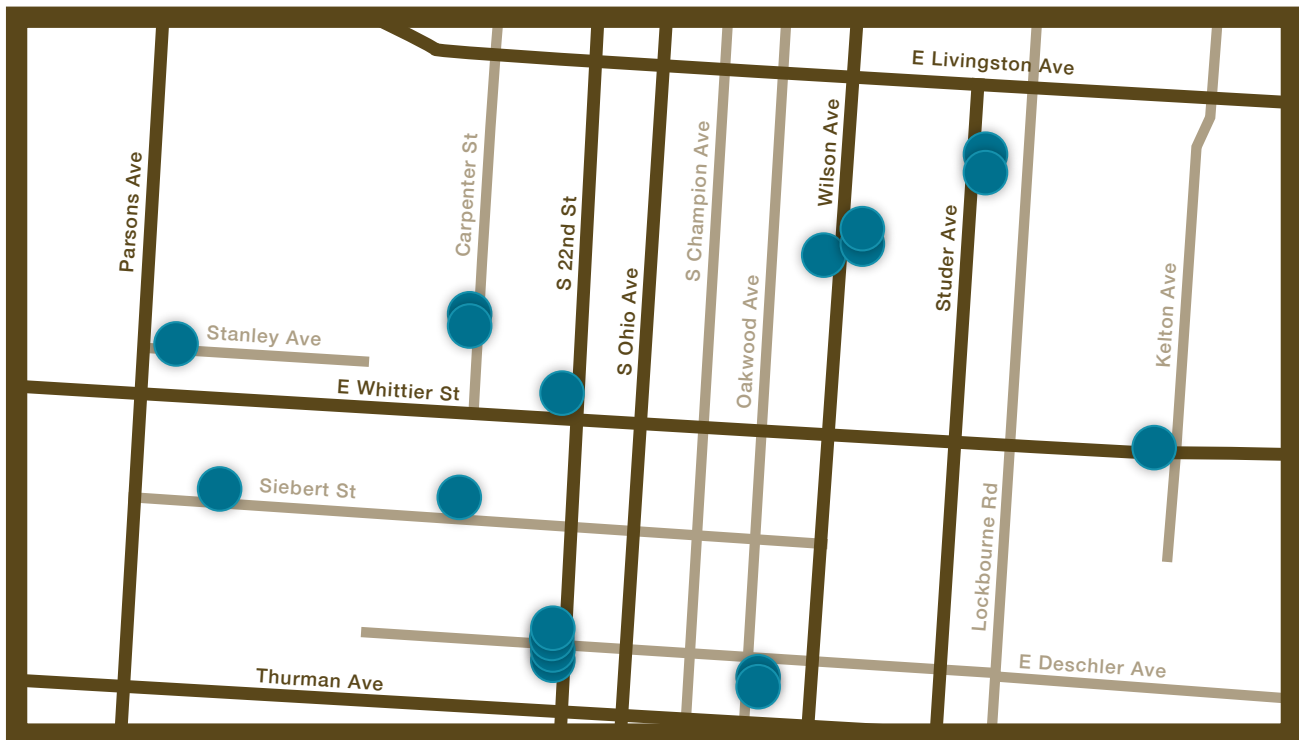 E Livingston Ave
Parsons Ave
Carpenter St
S 22nd St
S Ohio Ave
S Champion Ave
Oakwood Ave
Wilson Ave
Studer Ave
Kelton Ave
Stanley Ave
E Whittier St
Siebert St
Lockbourne Rd
E Deschler Ave
Thurman Ave